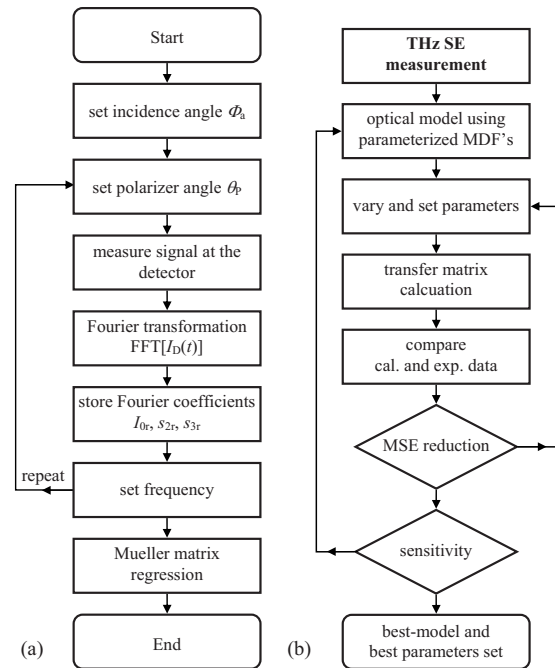 Start
set incidence angle Φa
set polarizer angle θP
measure signal at the
detector
Fourier transformation
FFT[ID(t)]
store Fourier coefficients
I0r, s2r, s3r
repeat
set frequency
Mueller matrix
regression
(a)
End
THz SE
measurement
optical model using
parameterized MDF's
vary and set parameters
transfer matrix
calcuation
compare
cal. and exp. data
MSE reduction
sensitivity
(b)
best-model and
best parameters set